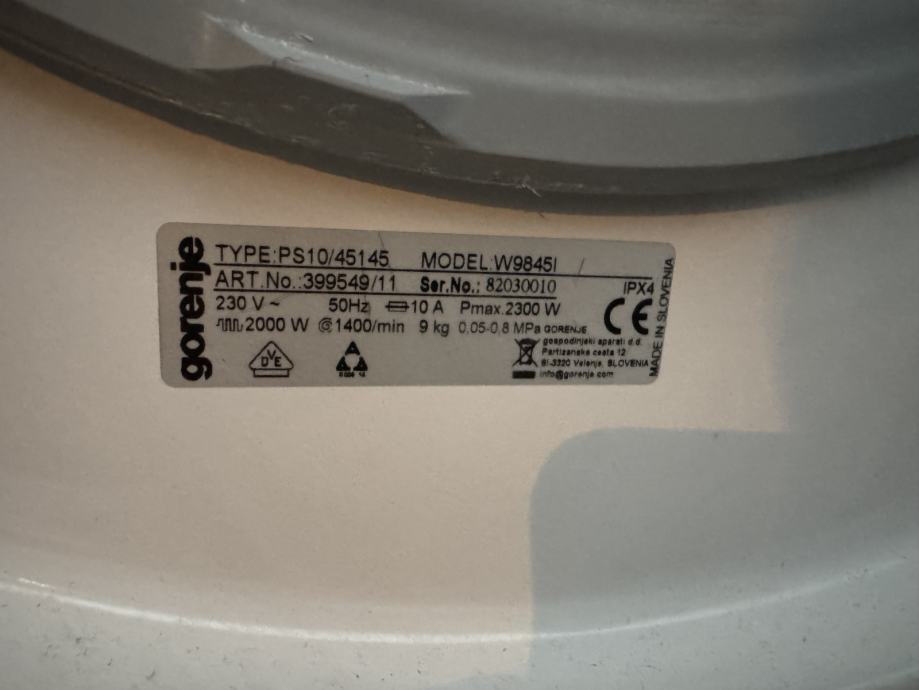 gorenje
TYPE:PS10/45145 MODEL:W9845I
ART.No.:399549/11 Ser.No.: 82030010 IPX4
230 V ~ 50Hz 10 A Pmax.2300 W
2000 W 1400/min 9 kg 0,05-0,8 MPa GORENJE
gospodinjski aparati d.d.
Partizanska cesta 12
SI-3320 Velenje, SLOVENIA
info@gorenje.com
CE
MADE IN SLOVENIA
DVE